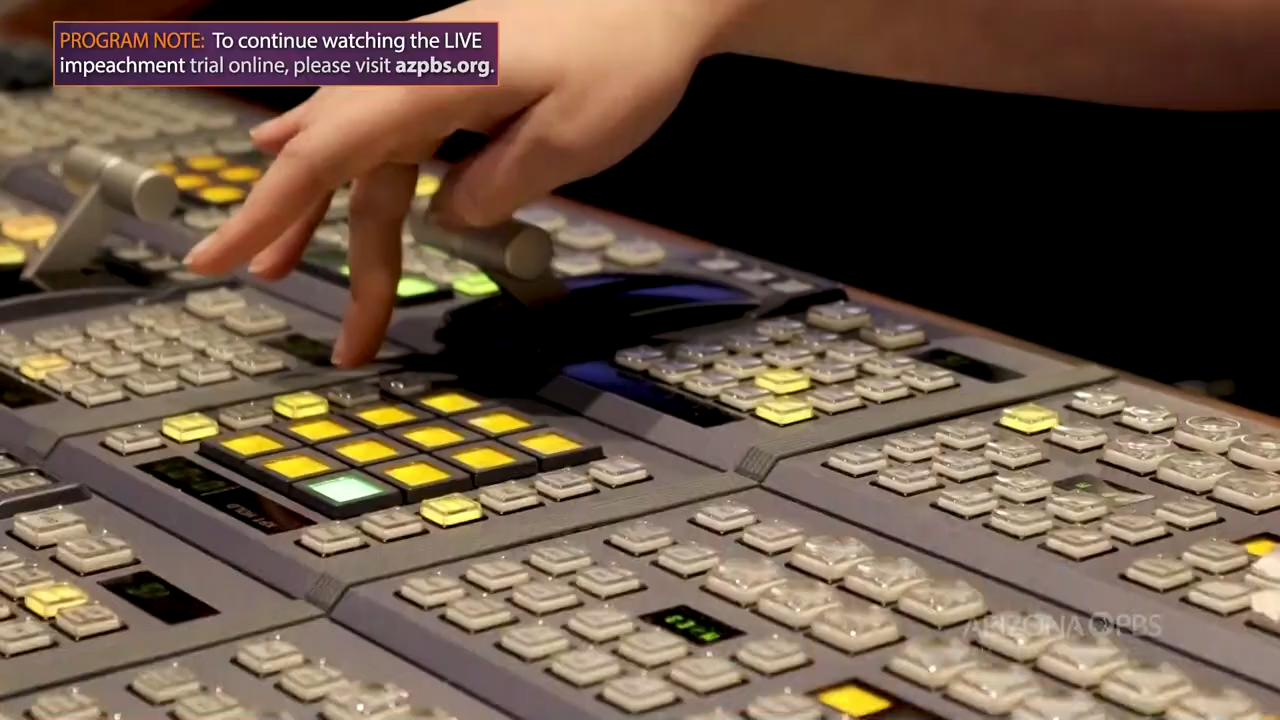 PROGRAM NOTE: To continue watching the LIVE
impeachment trial online, please visit azpbs.org.
ARIZONA PBS